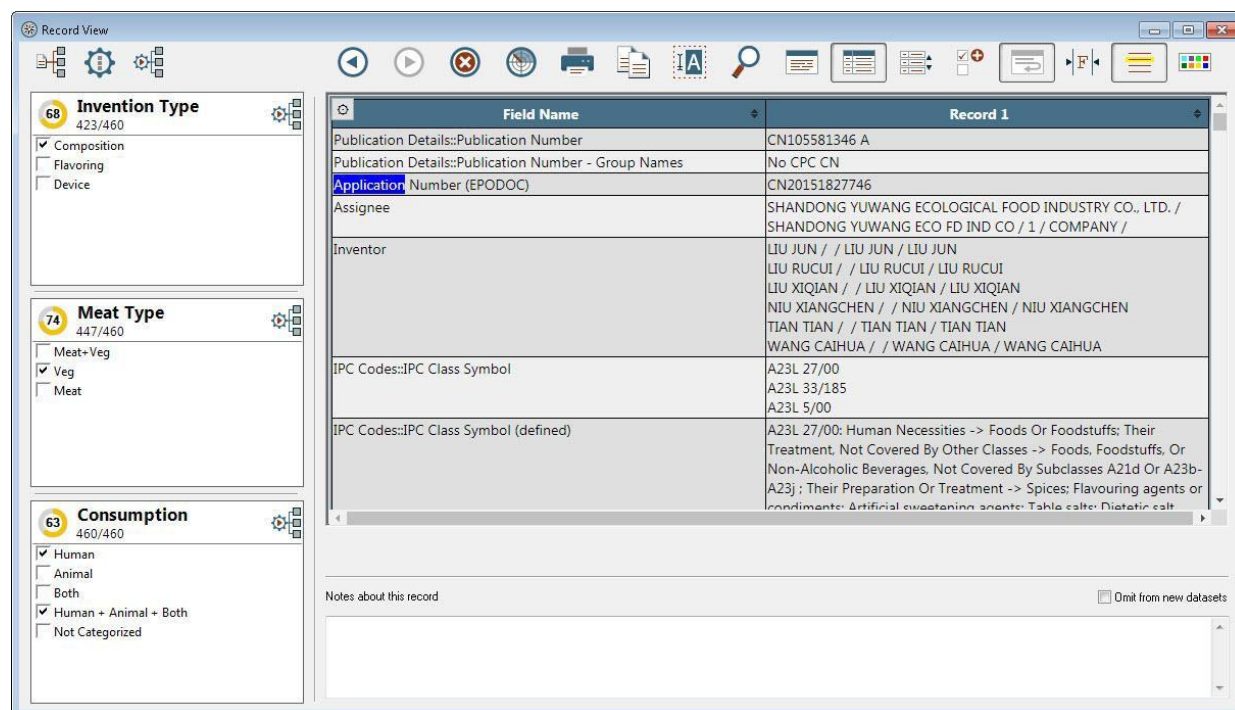 Record View
68
Invention Type
423/460
Composition
Flavoring
Device
74
Meat Type
447/460
Meat+Veg
Veg
Meat
63
Consumption
460/460
Human
Animal
Both
Human + Animal + Both
Not Categorized
IA
F
Field Name
Record 1
Publication Details::Publication Number
CN105581346 A
Publication Details::Publication Number - Group Names
No CPC CN
Application Number (EPODOC)
CN20151827746
Assignee
SHANDONG YUWANG ECOLOGICAL FOOD INDUSTRY CO., LTD. /
SHANDONG YUWANG ECO FD IND CO / 1 / COMPANY /
Inventor
LIU JUN / / LIU JUN / LIU JUN
LIU RUCUI / / LIU RUCUI / LIU RUCUI
LIU XIQIAN / / LIU XIQIAN / LIU XIQIAN
NIU XIANGCHEN / / NIU XIANGCHEN / NIU XIANGCHEN
TIAN TIAN / / TIAN TIAN / TIAN TIAN
WANG CAIHUA / / WANG CAIHUA / WANG CAIHUA
IPC Codes::IPC Class Symbol
A23L 27/00
A23L 33/185
A23L 5/00
IPC Codes::IPC Class Symbol (defined)
A23L 27/00: Human Necessities -> Foods Or Foodstuffs; Their
Treatment, Not Covered By Other Classes -> Foods, Foodstuffs, Or
Non-Alcoholic Beverages, Not Covered By Subclasses A21d Or A23b-
A23j ; Their Preparation Or Treatment -> Spices; Flavouring agents or
condiments; Artificial sweetening agents; Table salts; Dietetic salt
Notes about this record
Omit from new datasets